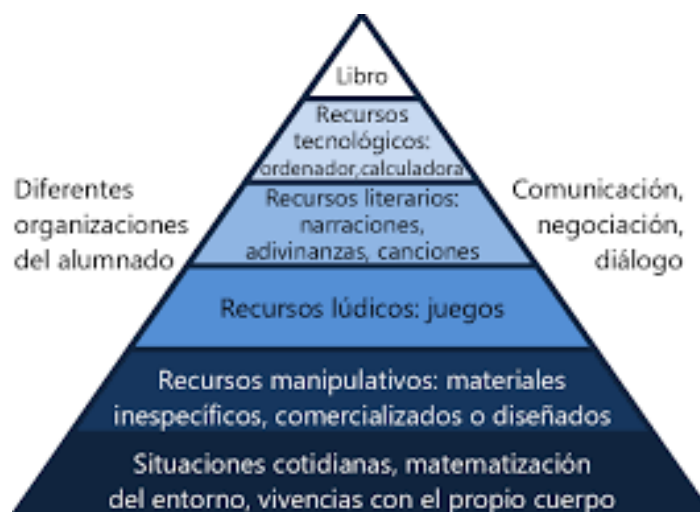 Libro
Recursos
tecnológicos:
ordenador,calculadora
Recursos literarios:
narraciones,
adivinanzas, canciones
Diferentes
organizaciones
del alumnado
Comunicación,
negociación,
diálogo
Recursos lúdicos: juegos
Recursos manipulativos: materiales
inespecíficos, comercializados o diseñados
Situaciones cotidianas, matematización
del entorno, vivencias con el propio cuerpo